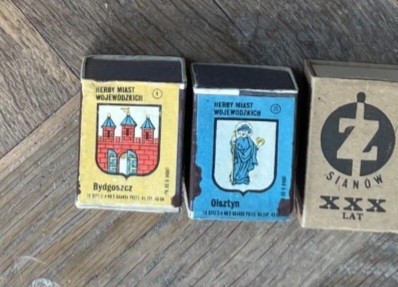 HERBY MIAST
WOJEWÓDZKICH
Bydgoszcz
HERBY MIAST
WOJEWÓDZKICH
Olsztyn
Z
SIANÓW
XXX
LAT